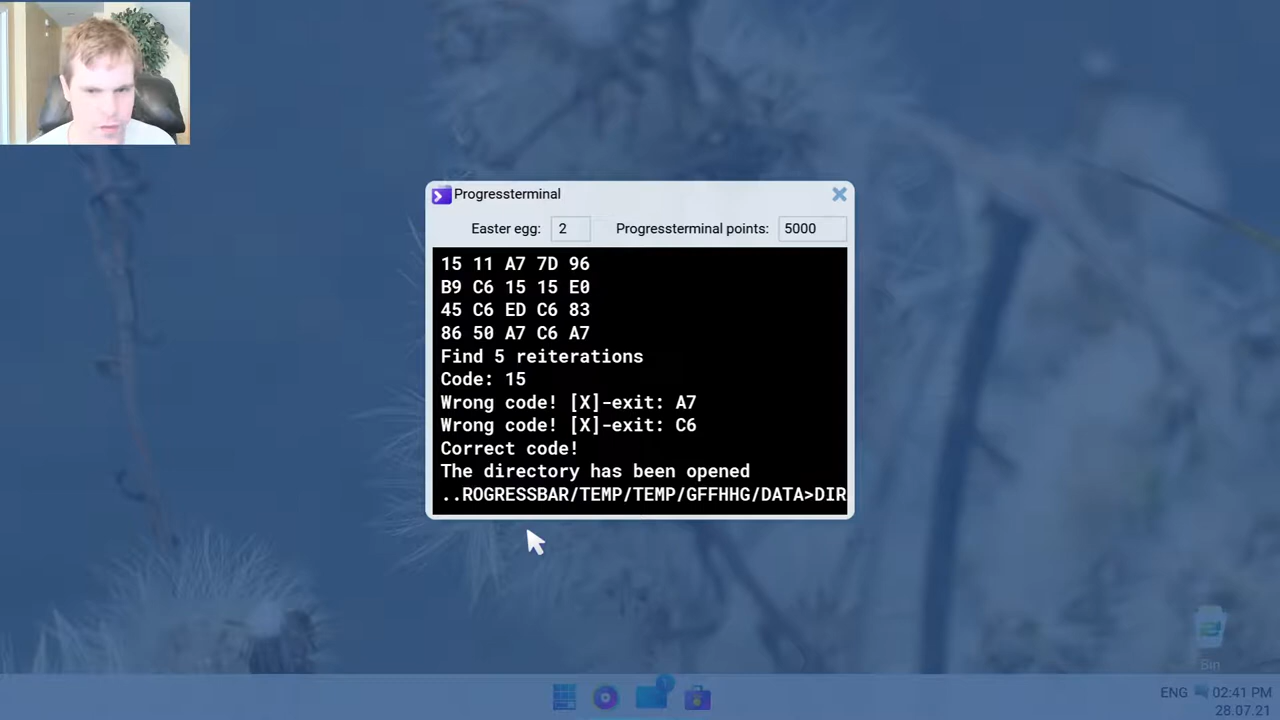 Progressterminal
Easter egg: 2 Progressterminal points: 5000
15 11 A7 7D 96
B9 C6 15 15 E0
45 C6 ED C6 83
86 50 A7 C6 A7
Find 5 reiterations
Code: 15
Wrong code! [X]-exit: A7
Wrong code! [X]-exit: C6
Correct code!
The directory has been opened
..ROGRESSBAR/TEMP/TEMP/GFFHHG/DATA>DIR
Bin
ENG 02:41 PM
28.07.21